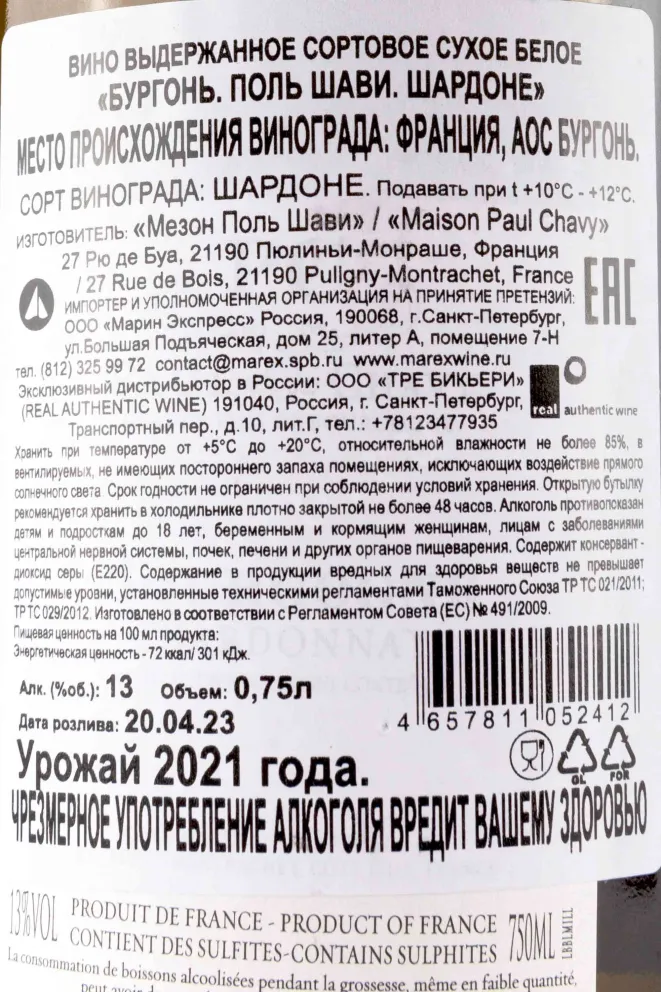 ВИНО ВЫДЕРЖАННОЕ СОРТОВОЕ СУХОЕ БЕЛОЕ
«БУРГОНЬ. ПОЛЬ ШАВИ. ШАРДОНЕ»
МЕСТО ПРОИСХОЖДЕНИЯ ВИНОГРАДА: ФРАНЦИЯ, АОС БУРГОНЬ.
СОРТ ВИНОГРАДА: ШАРДОНЕ. Подавать при t +10°C - +12°C.
ИЗГОТОВИТЕЛЬ: «Мезон Поль Шави» / «Maison Paul Chavy»
27 Рю де Буа, 21190 Пюлиньи-Монраше, Франция
/ 27 Rue de Bois, 21190 Puligny-Montrachet, France
EAC
ИМПОРТЕР И УПОЛНОМОЧЕННАЯ ОРГАНИЗАЦИЯ НА ПРИНЯТИЕ ПРЕТЕНЗИЙ:
ООО «Марин Экспресс» Россия, 190068, г.Санкт-Петербург,
ул.Большая Подъяческая, дом 25, литер А, помещение 7-Н
тел. (812) 325 99 72 contact@marex.spb.ru www.marexwine.ru
Эксклюзивный дистрибьютор в России: ООО «ТРЕ БИКЬЕРИ»
(REAL AUTHENTIC WINE) 191040, Россия, г. Санкт-Петербург,
real authentic wine
Транспортный пер., д.10, лит.Г, тел.: +78123477935
Хранить при температуре от +5°C до +20°C, относительной влажности не более 85%, в
вентилируемых, не имеющих постороннего запаха помещениях, исключающих воздействие прямого
солнечного света. Срок годности не ограничен при соблюдении условий хранения. Открытую бутылку
рекомендуется хранить в холодильнике плотно закрытой не более 48 часов. Алкоголь противопоказан
детям и подросткам до 18 лет, беременным и кормящим женщинам, лицам с заболеваниями
центральной нервной системы, почек, печени и других органов пищеварения. Содержит консервант -
диоксид серы (Е220). Содержание в продукции вредных для здоровья веществ не превышает
допустимые уровни, установленные техническими регламентами Таможенного Союза ТР ТС 021/2011;
ТР ТС 029/2012. Изготовлено в соответствии с Регламентом Совета (ЕС) № 491/2009.
Пищевая ценность на 100 мл продукта:
Энергетическая ценность - 72 ккал/ 301 кДж.
Алк. (%об.): 13 Объем: 0,75л
Дата розлива: 20.04.23
4 657811 052412
Урожай 2021 года.
GL FOR
ЧРЕЗМЕРНОЕ УПОТРЕБЛЕНИЕ АЛКОГОЛЯ ВРЕДИТ ВАШЕМУ ЗДОРОВЬЮ
13%VOL
PRODUIT DE FRANCE - PRODUCT OF FRANCE
CONTIENT DES SULFITES-CONTAINS SULPHITES
750ML
LBBLMILL
La consommation de boissons alcoolisées pendant la grossesse, même en faible quantité,
peut avoir